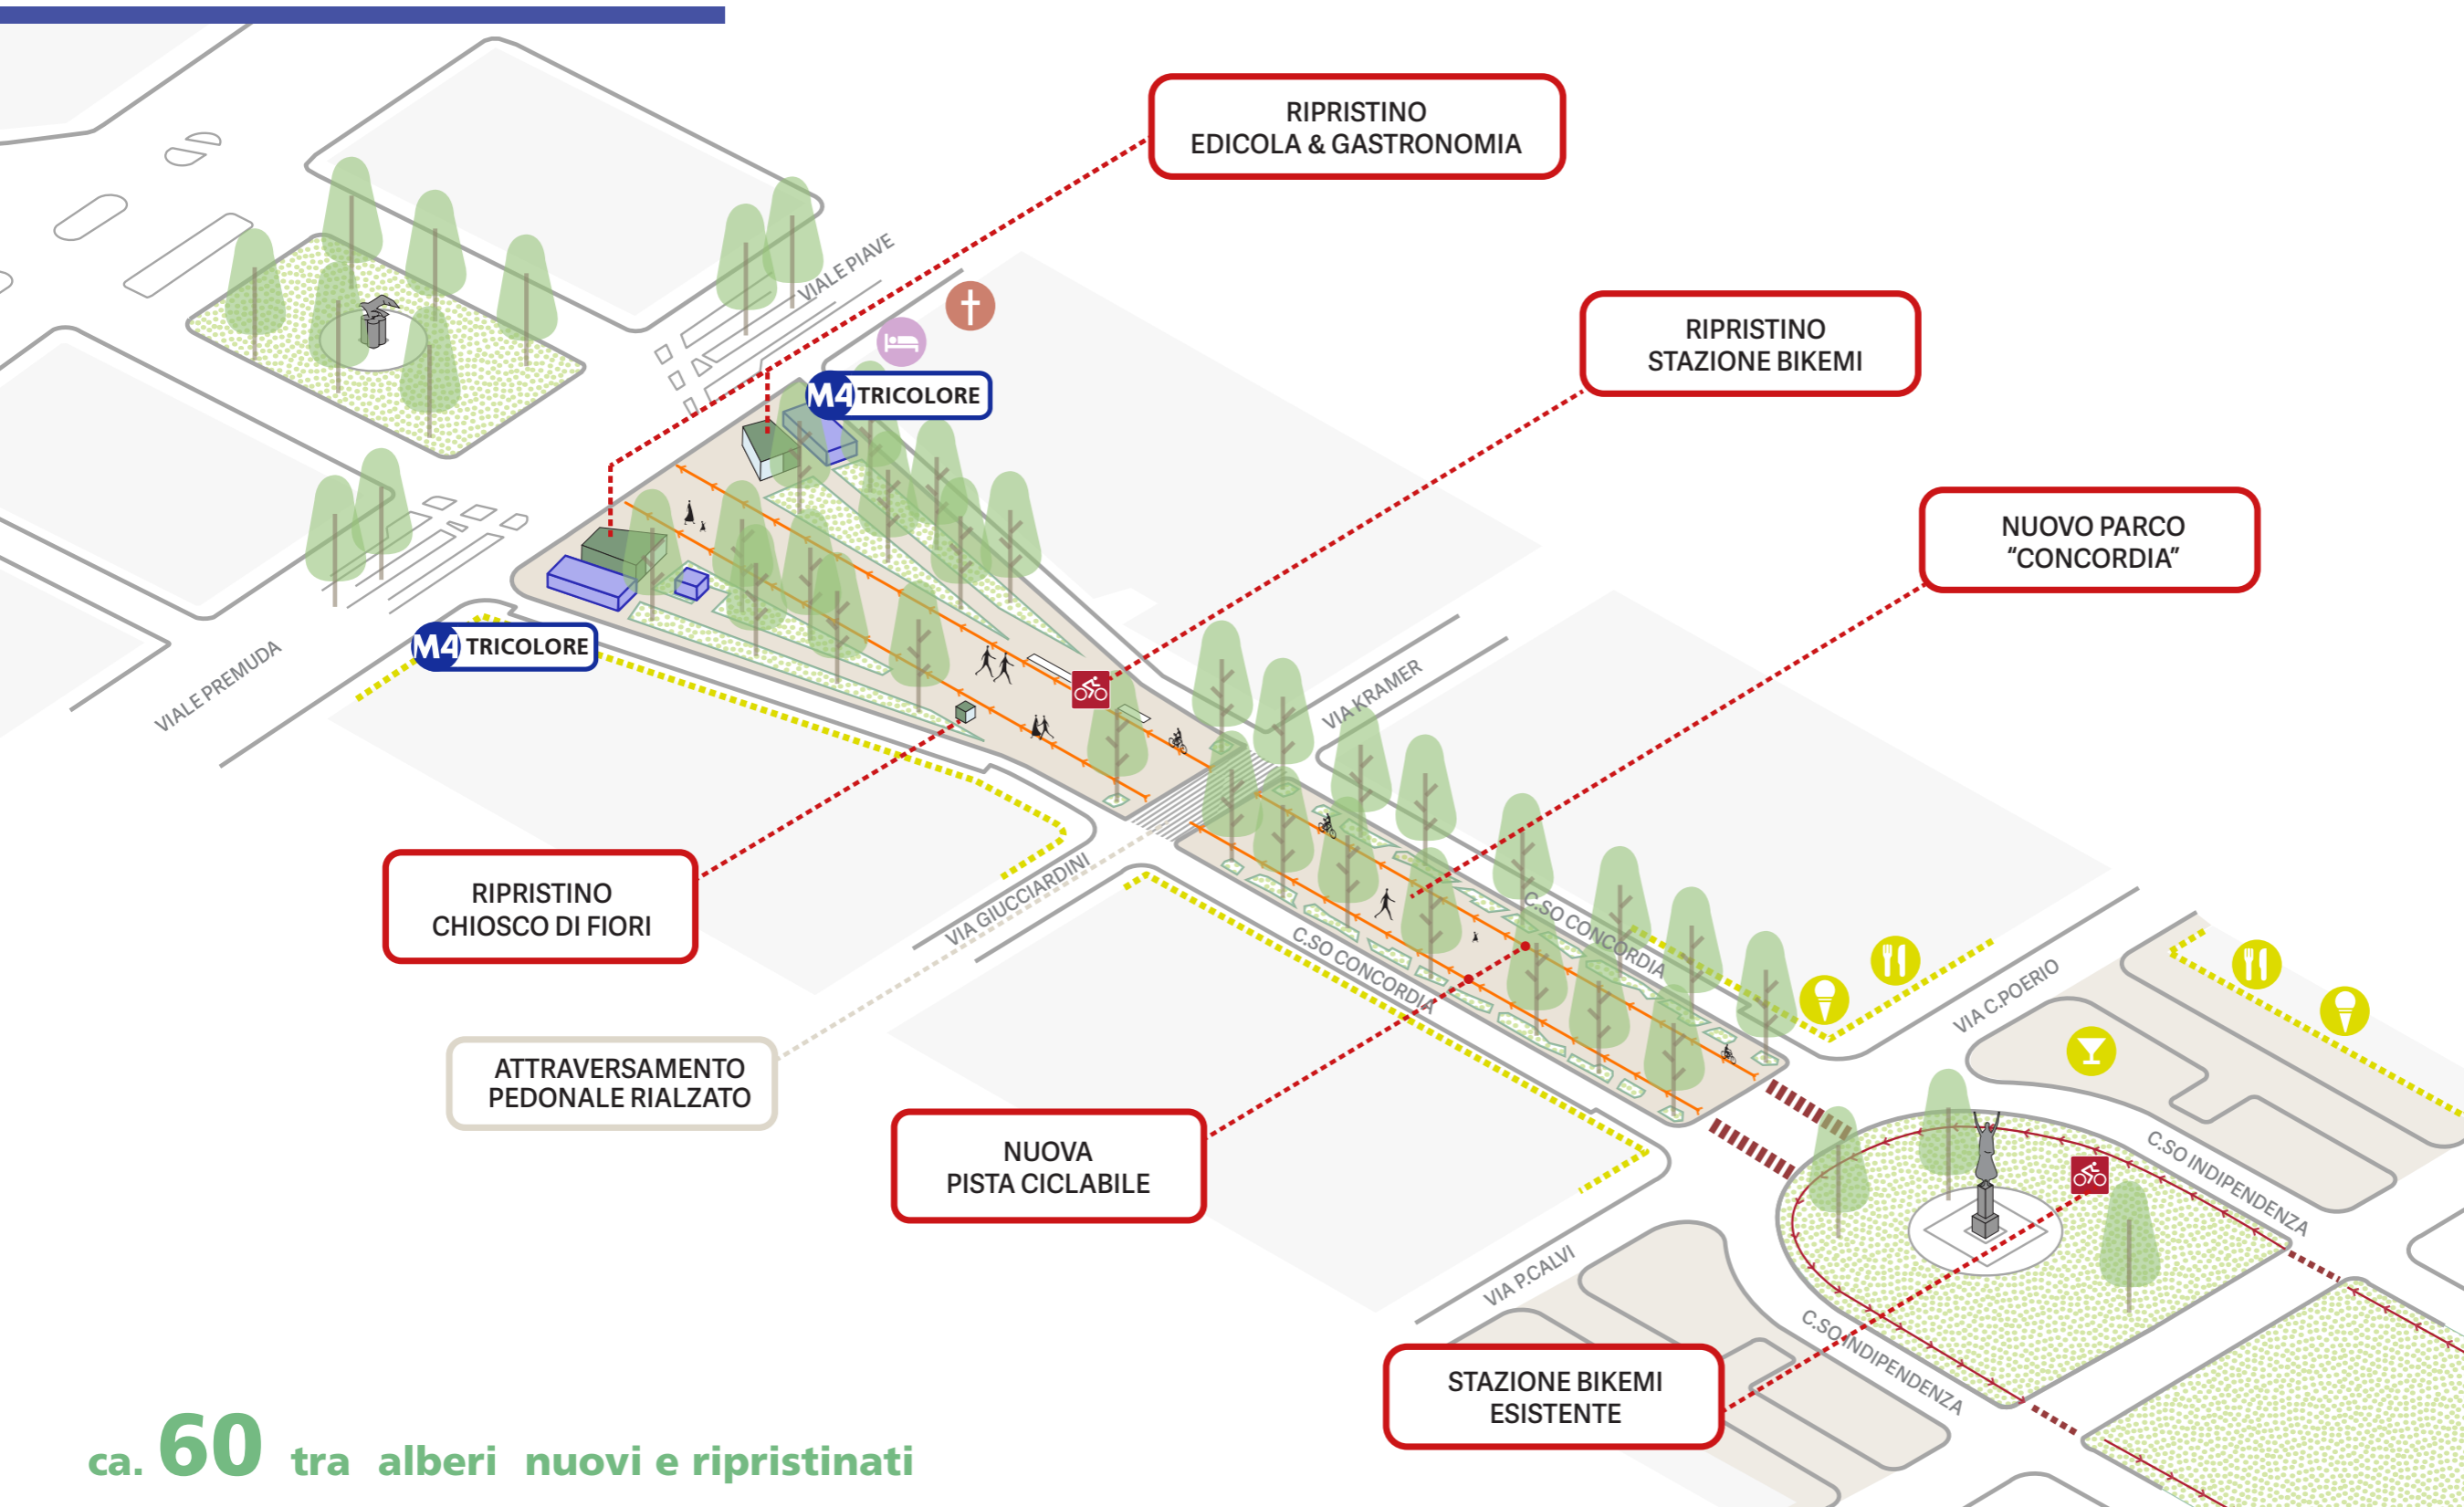 RIPRISTINO
EDICOLA & GASTRONOMIA
VIALE PIAVE
RIPRISTINO
STAZIONE BIKEMI
M4 TRICOLORE
NUOVO PARCO
“CONCORDIA”
M4 TRICOLORE
VIALE PREMUDA
VIA KRAMER
RIPRISTINO
CHIOSCO DI FIORI
VIA GIUCCIARDINI
C.SO CONCORDIA
C.SO CONCORDIA
VIA C.POERIO
ATTRAVERSAMENTO
PEDONALE RIALZATO
NUOVA
PISTA CICLABILE
C.SO INDIPENDENZA
VIA P.CALVI
C.SO INDIPENDENZA
STAZIONE BIKEMI
ESISTENTE
ca. 60 tra alberi nuovi e ripristinati